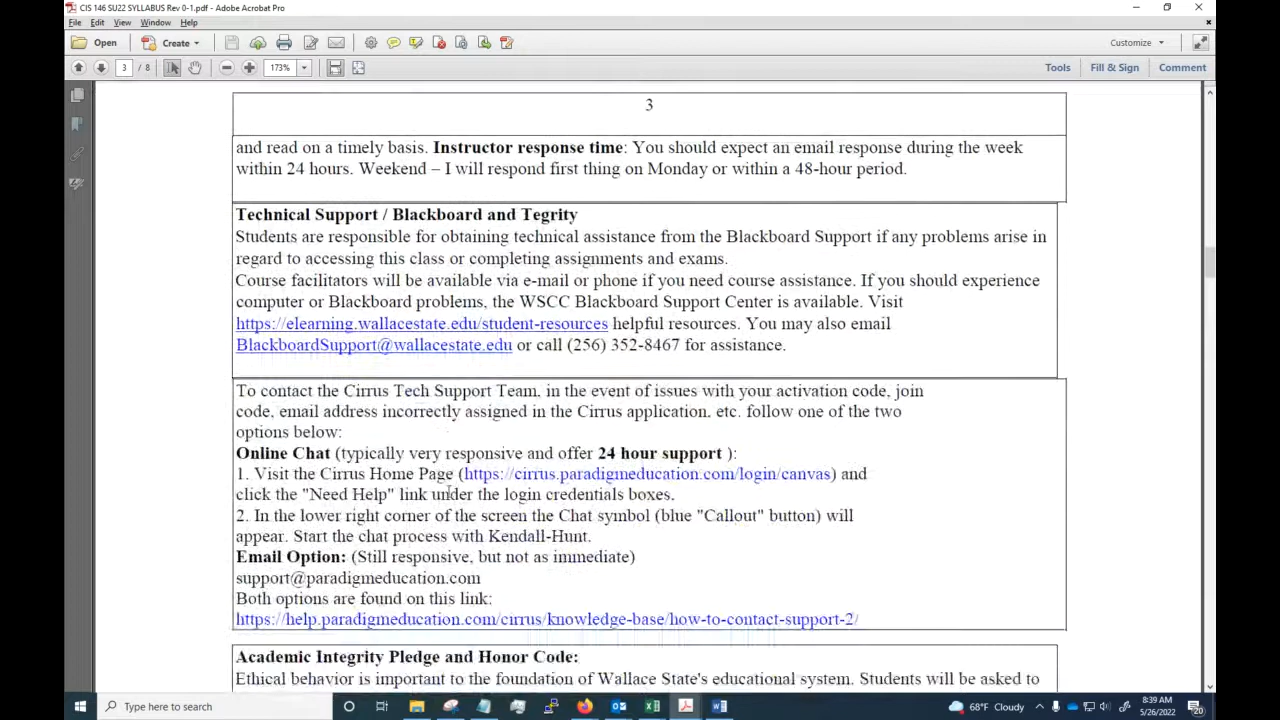 CIS 146 SU22 SYLLABUS Rev 0-1.pdf - Adobe Acrobat Pro
File Edit View Window Help
Open Create Customize
3 / 8 173% Tools Fill & Sign Comment
3
and read on a timely basis. Instructor response time: You should expect an email response during the week
within 24 hours. Weekend – I will respond first thing on Monday or within a 48-hour period.
Technical Support / Blackboard and Tegrity
Students are responsible for obtaining technical assistance from the Blackboard Support if any problems arise in
regard to accessing this class or completing assignments and exams.
Course facilitators will be available via e-mail or phone if you need course assistance. If you should experience
computer or Blackboard problems, the WSCC Blackboard Support Center is available. Visit
https://elearning.wallacestate.edu/student-resources helpful resources. You may also email
BlackboardSupport@wallacestate.edu or call (256) 352-8467 for assistance.
To contact the Cirrus Tech Support Team, in the event of issues with your activation code, join
code, email address incorrectly assigned in the Cirrus application, etc. follow one of the two
options below:
Online Chat (typically very responsive and offer 24 hour support ):
1. Visit the Cirrus Home Page (https://cirrus.paradigmeducation.com/login/canvas) and
click the "Need Help" link under the login credentials boxes.
2. In the lower right corner of the screen the Chat symbol (blue "Callout" button) will
appear. Start the chat process with Kendall-Hunt.
Email Option: (Still responsive, but not as immediate)
support@paradigmeducation.com
Both options are found on this link:
https://help.paradigmeducation.com/cirrus/knowledge-base/how-to-contact-support-2/
Academic Integrity Pledge and Honor Code:
Ethical behavior is important to the foundation of Wallace State's educational system. Students will be asked to
Type here to search 68°F Cloudy 8:39 AM
5/26/2022 20